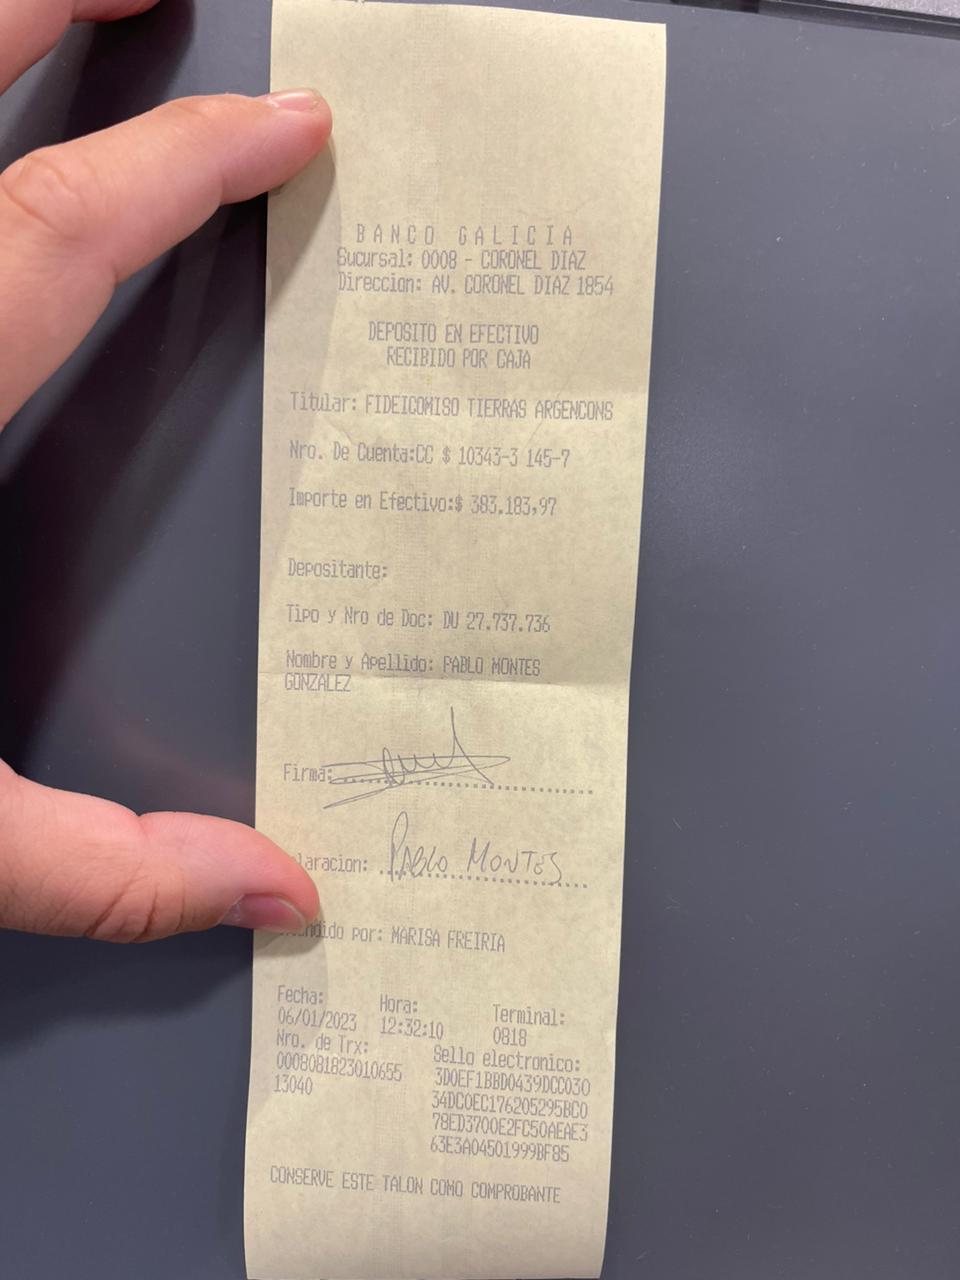 BANCO GALICIA
Sucursal: 0008 - CORONEL DIAZ
Direccion: AV. CORONEL DIAZ 1854
DEPOSITO EN EFECTIVO
RECIBIDO POR CAJA
Titular: FIDEICOMISO TIERRAS ARGENCONS
Nro. De Cuenta:CC $ 10343-3 145-7
Importe en Efectivo:$ 383.183,97
Depositante:
Tipo y Nro de Doc: DU 27.737.736
Nombre y Apellido: PABLO MONTES
GONZALEZ
Firma:
laracion: PABLO MONTES
ndido por: MARISA FREIRIA
Fecha: Hora: Terminal:
06/01/2023 12:32:10 0818
Nro. de Trx: Sello electronico:
0008081823010655 3D0EF1BBD0439DCC030
13040 34DC0EC176205295BC0
78ED3700E2FC50AEAE3
63E3A04501999BF85
CONSERVE ESTE TALON COMO COMPROBANTE